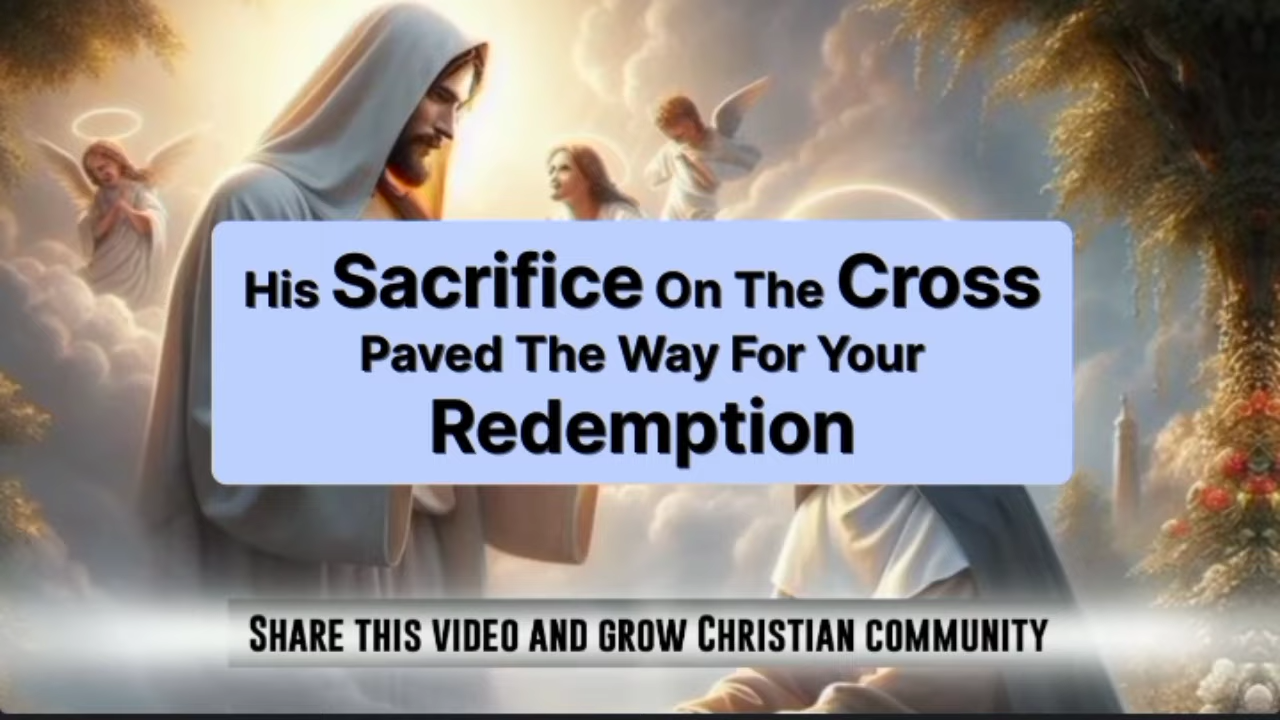 His Sacrifice On The Cross
Paved The Way For Your
Redemption
Share this video and grow Christian community